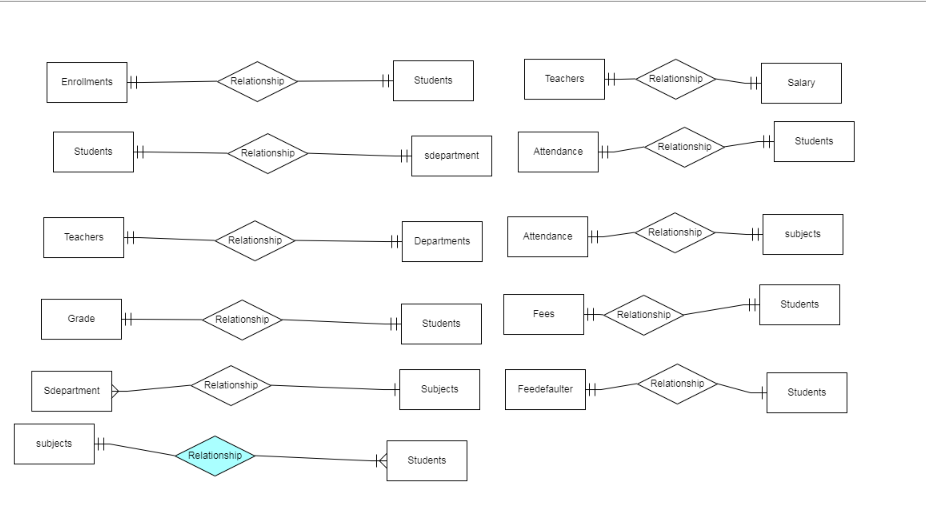 Enrollments Relationship Students
Teachers Relationship Salary
Students Relationship sdepartment
Attendance Relationship Students
Teachers Relationship Departments
Attendance Relationship subjects
Grade Relationship Students
Fees Relationship Students
Sdepartment Relationship Subjects
Feedefaulter Relationship Students
subjects Relationship Students